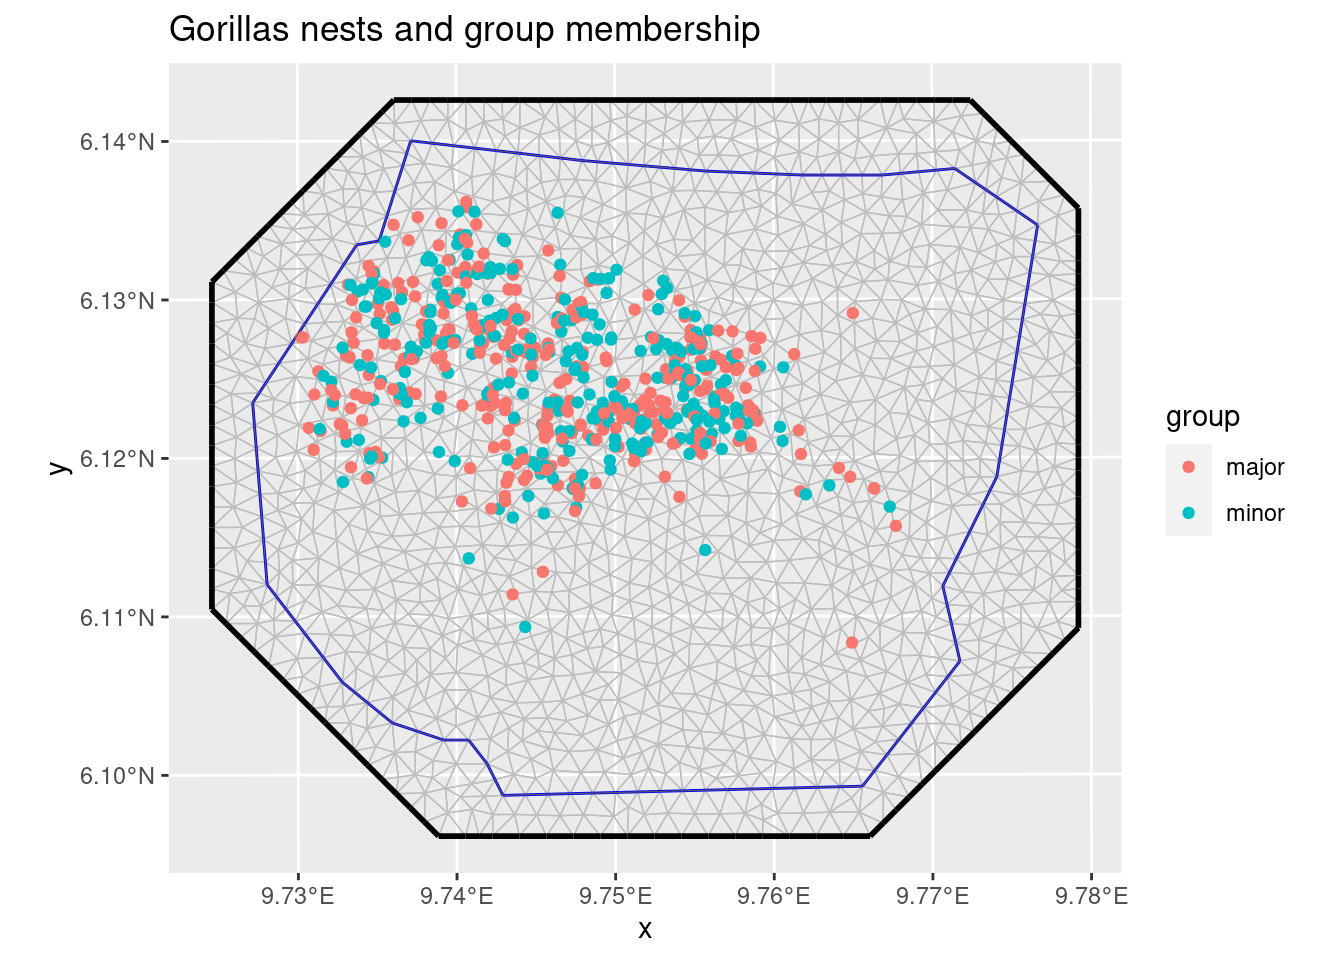 Gorillas nests and group membership
6.14°N
6.13°N
6.12°N
6.11°N
6.10°N
y
9.73°E
9.74°E
9.75°E
9.76°E
9.77°E
9.78°E
x
group
major
minor